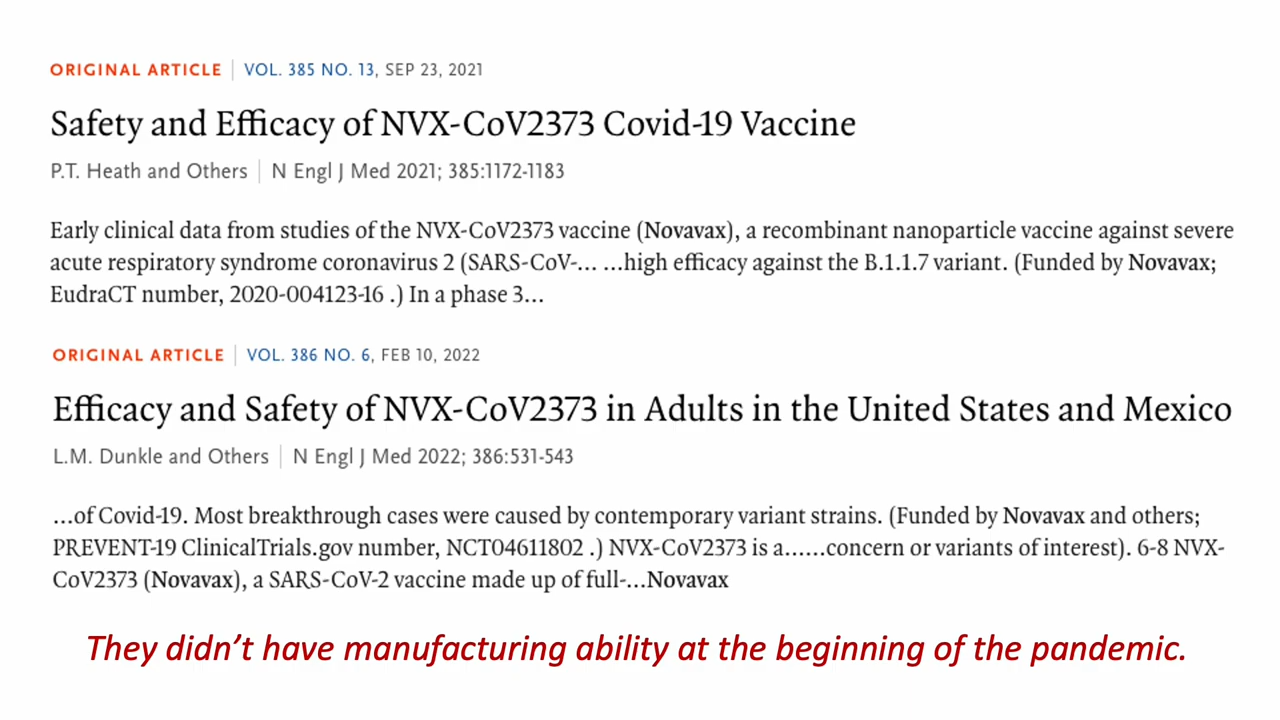 ORIGINAL ARTICLE | VOL. 385 NO. 13, SEP 23, 2021
Safety and Efficacy of NVX-CoV2373 Covid-19 Vaccine
P.T. Heath and Others | N Engl J Med 2021; 385:1172-1183
Early clinical data from studies of the NVX-CoV2373 vaccine (Novavax), a recombinant nanoparticle vaccine against severe
acute respiratory syndrome coronavirus 2 (SARS-CoV-... ...high efficacy against the B.1.1.7 variant. (Funded by Novavax;
EudraCT number, 2020-004123-16 .) In a phase 3...
ORIGINAL ARTICLE | VOL. 386 NO. 6, FEB 10, 2022
Efficacy and Safety of NVX-CoV2373 in Adults in the United States and Mexico
L.M. Dunkle and Others | N Engl J Med 2022; 386:531-543
...of Covid-19. Most breakthrough cases were caused by contemporary variant strains. (Funded by Novavax and others;
PREVENT-19 ClinicalTrials.gov number, NCT04611802 .) NVX-CoV2373 is a......concern or variants of interest). 6-8 NVX-
CoV2373 (Novavax), a SARS-CoV-2 vaccine made up of full-...Novavax
They didn't have manufacturing ability at the beginning of the pandemic.